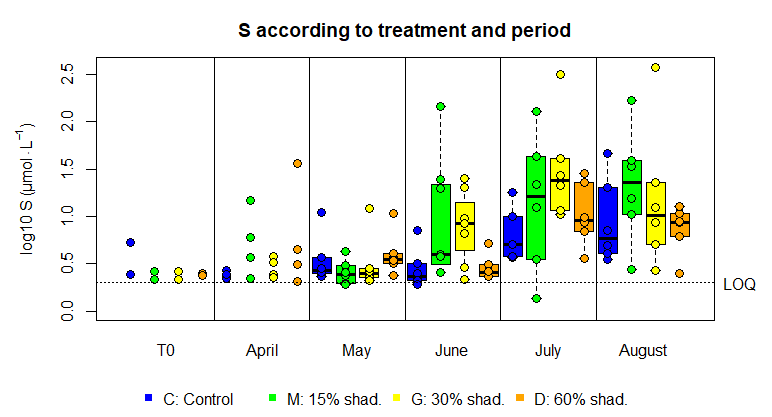 S according to treatment and period
log10 S (µmol·L⁻¹)
2.5
2.0
1.5
1.0
0.5
0.0
LOQ
T0 April May June July August
C: Control M: 15% shad. G: 30% shad. D: 60% shad.